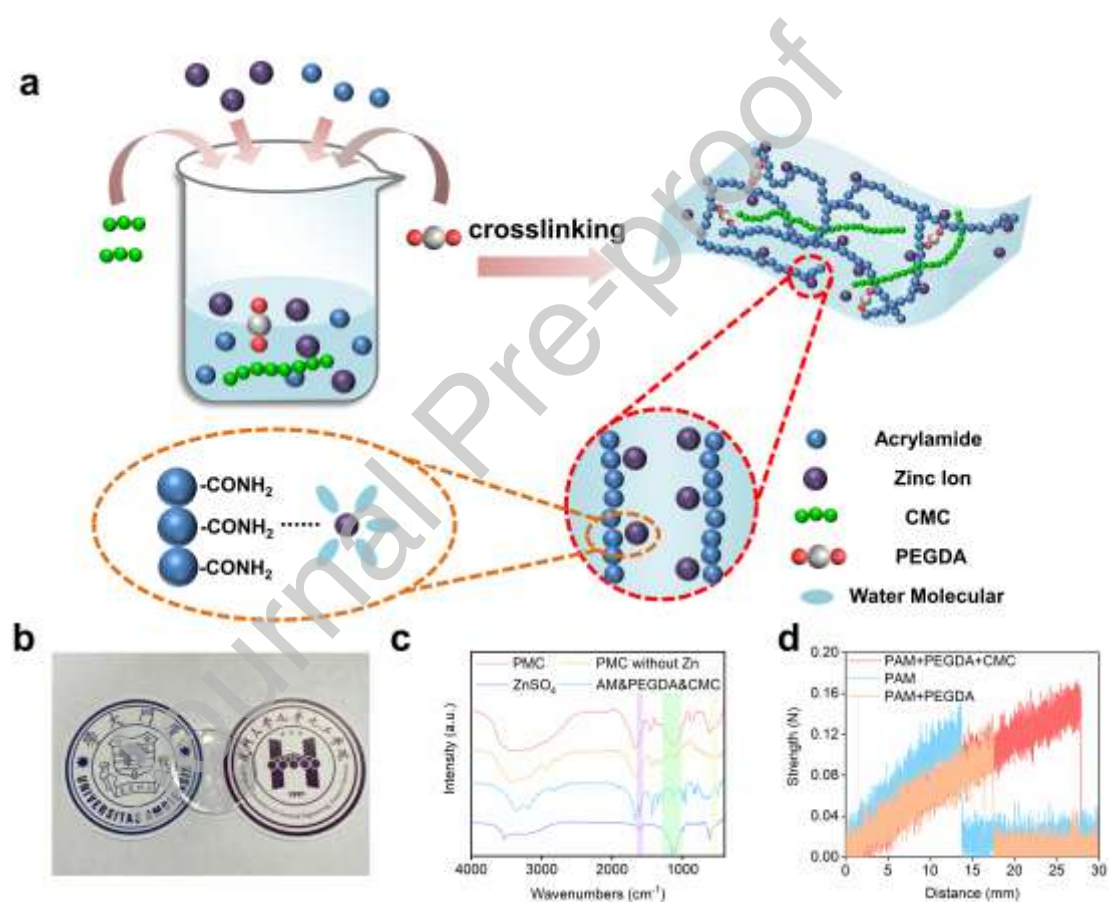 a
crosslinking
Acrylamide
Zinc Ion
CMC
PEGDA
Water Molecular
-CONH₂
-CONH₂ ······
-CONH₂
Journal Pre-proof
b
UNIVERSITAS AMOIENSIS
1921
c
PMC
PMC without Zn
ZnSO₄
AM&PEGDA&CMC
Intensity (a.u.)
4000
3000
2000
1000
Wavenumbers (cm⁻¹)
d
PAM+PEGDA+CMC
PAM
PAM+PEGDA
Strength (N)
0.20
0.16
0.12
0.08
0.04
0.00
0
5
10
15
20
25
30
Distance (mm)